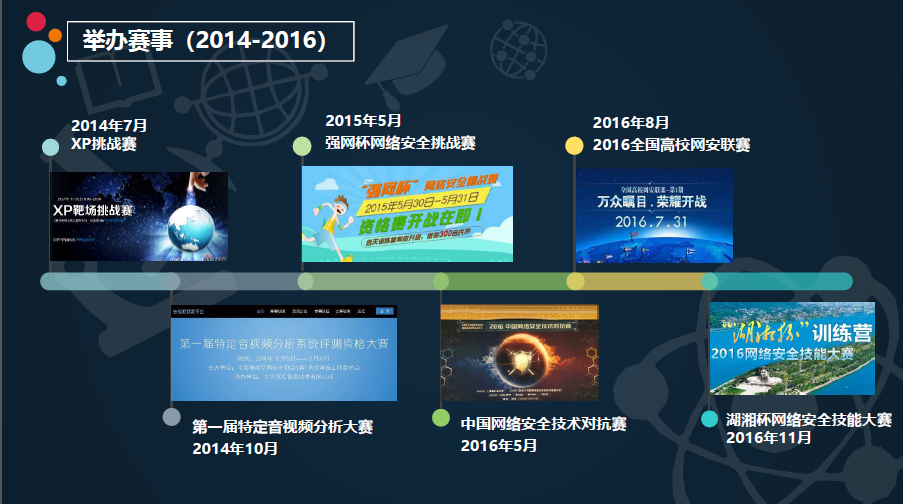 举办赛事（2014-2016）
2014年7月
XP挑战赛
XP靶场挑战赛
2015年5月
强网杯网络安全挑战赛
“强网杯”网络安全挑战赛
2015年5月30日—5月31日
资格赛开战在即！
2016年8月
2016全国高校网安联赛
全国高校网安联赛-第1期
万众瞩目.荣耀开战
2016.7.31
第一届特定音视频分析系统评测资格大赛
第一届特定音视频分析大赛
2014年10月
2016 中国网络安全技术对抗赛
中国网络安全技术对抗赛
2016年5月
“湖湘杯”训练营
2016网络安全技能大赛
湖湘杯网络安全技能大赛
2016年11月